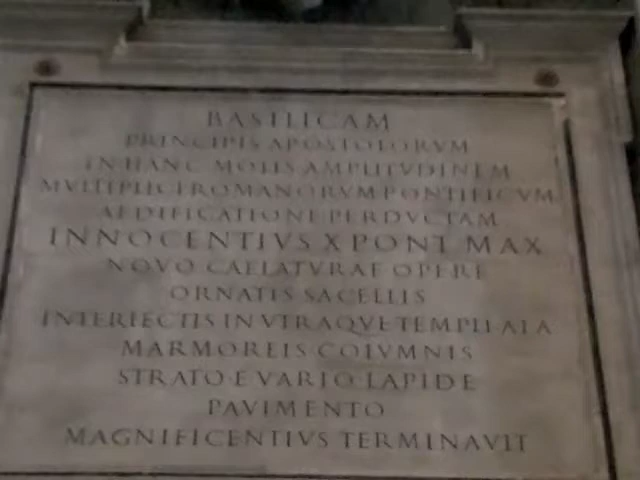 BASILICAM
PRINCIPIS APOSTOLORVM
IN HANC MOLIS AMPLITVDINEM
MVLTIPLICI ROMANORVM PONTIFICVM
AEDIFICATIONE PERDVCTAM
INNOCENTIVS X PONT MAX
NOVO CAELATVRAE OPERE
ORNATIS SACELLIS
INTERIECTIS IN VTRAQVE TEMPLI ALA
MARMOREIS COLVMNIS
STRATO E VARIO LAPIDE
PAVIMENTO
MAGNIFICENTIVS TERMINAVIT